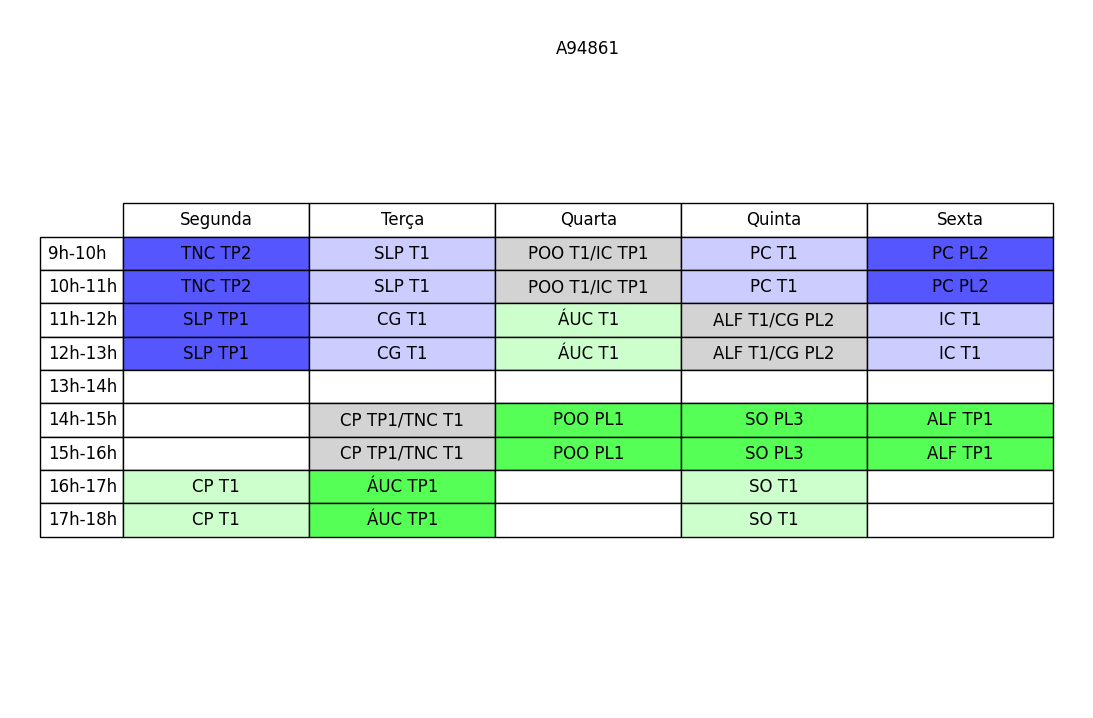 A94861
Segunda Terça Quarta Quinta Sexta
9h-10h TNC TP2 SLP T1 POO T1/IC TP1 PC T1 PC PL2
10h-11h TNC TP2 SLP T1 POO T1/IC TP1 PC T1 PC PL2
11h-12h SLP TP1 CG T1 ÁUC T1 ALF T1/CG PL2 IC T1
12h-13h SLP TP1 CG T1 ÁUC T1 ALF T1/CG PL2 IC T1
13h-14h
14h-15h CP TP1/TNC T1 POO PL1 SO PL3 ALF TP1
15h-16h CP TP1/TNC T1 POO PL1 SO PL3 ALF TP1
16h-17h CP T1 ÁUC TP1 SO T1
17h-18h CP T1 ÁUC TP1 SO T1